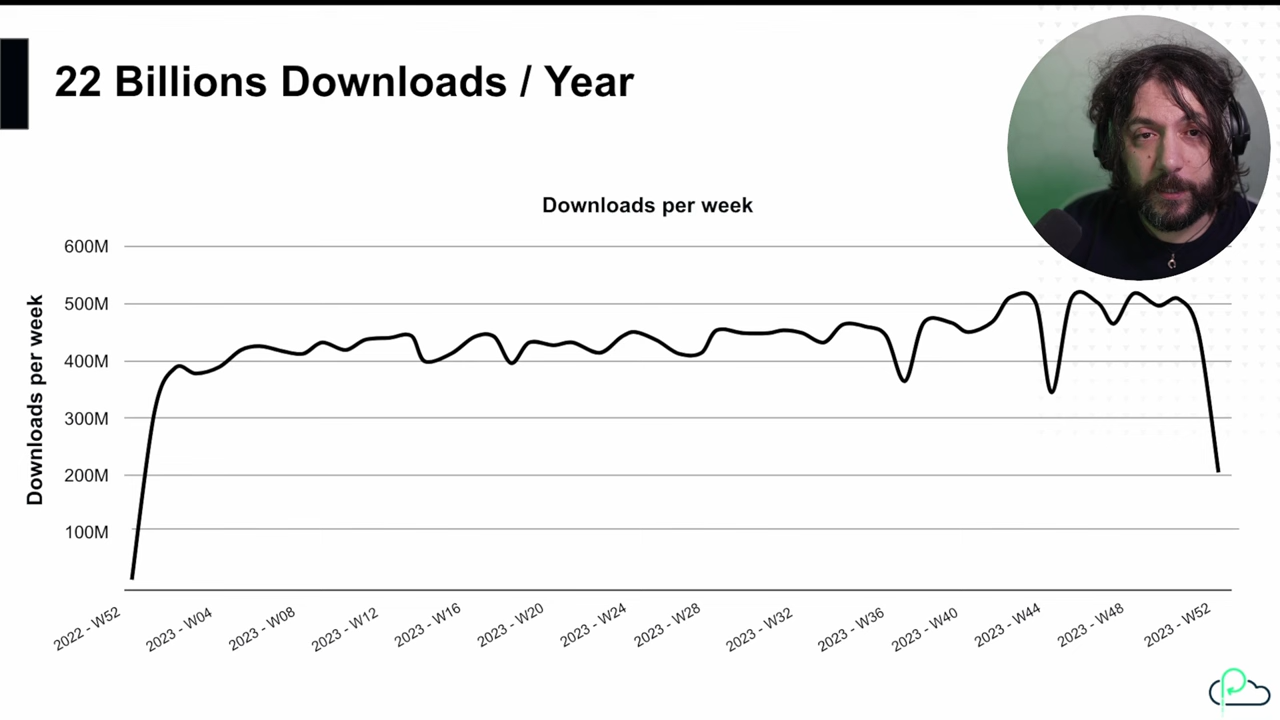 22 Billions Downloads / Year
Downloads per week
Downloads per week
600M
500M
400M
300M
200M
100M
2022 - W52
2023 - W04
2023 - W08
2023 - W12
2023 - W16
2023 - W20
2023 - W24
2023 - W28
2023 - W32
2023 - W36
2023 - W40
2023 - W44
2023 - W48
2023 - W52